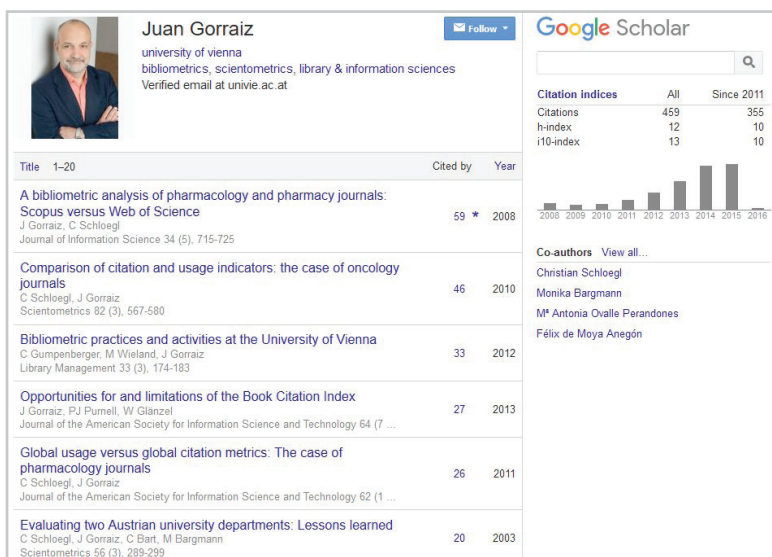 Juan Gorraiz
Follow
university of vienna
bibliometrics, scientometrics, library & information sciences
Verified email at univie.ac.at
Title 1–20 Cited by Year
A bibliometric analysis of pharmacology and pharmacy journals:
Scopus versus Web of Science
J Gorraiz, C Schloegl
Journal of Information Science 34 (5), 715-725
59 * 2008
Comparison of citation and usage indicators: the case of oncology
journals
C Schloegl, J Gorraiz
Scientometrics 82 (3), 567-580
46 2010
Bibliometric practices and activities at the University of Vienna
C Gumpenberger, M Wieland, J Gorraiz
Library Management 33 (3), 174-183
33 2012
Opportunities for and limitations of the Book Citation Index
J Gorraiz, PJ Purnell, W Glänzel
Journal of the American Society for Information Science and Technology 64 (7 ...
27 2013
Global usage versus global citation metrics: The case of
pharmacology journals
C Schloegl, J Gorraiz
Journal of the American Society for Information Science and Technology 62 (1 ...
26 2011
Evaluating two Austrian university departments: Lessons learned
C Schloegl, J Gorraiz, C Bart, M Bargmann
Scientometrics 56 (3), 289-299
20 2003
Google Scholar
Citation indices All Since 2011
Citations 459 355
h-index 12 10
i10-index 13 10
2008 2009 2010 2011 2012 2013 2014 2015 2016
Co-authors View all...
Christian Schloegl
Monika Bargmann
Mª Antonia Ovalle Perandones
Félix de Moya Anegón